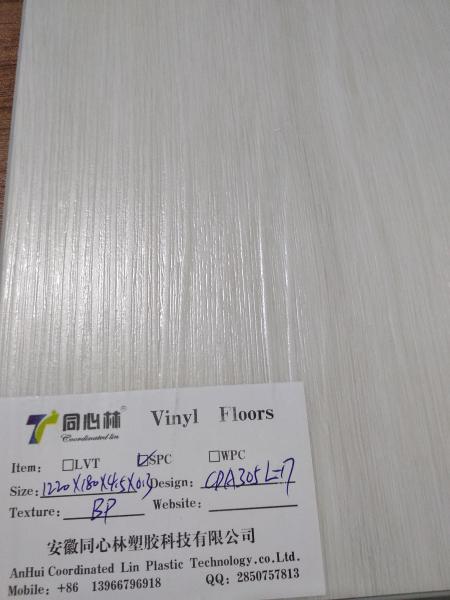 同心林® Vinyl Floors
Coordinated lin
Item: □LVT ☑SPC □WPC
Size: 1220X180X4.5X0.3 Design: CDA305L-17
Texture: BP Website:
安徽同心林塑胶科技有限公司
AnHui Coordinated Lin Plastic Technology.co.Ltd.
Mobile: +86 13966796918 QQ: 2850757813